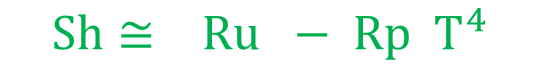 Sh ≅ Ru − Rp T⁴